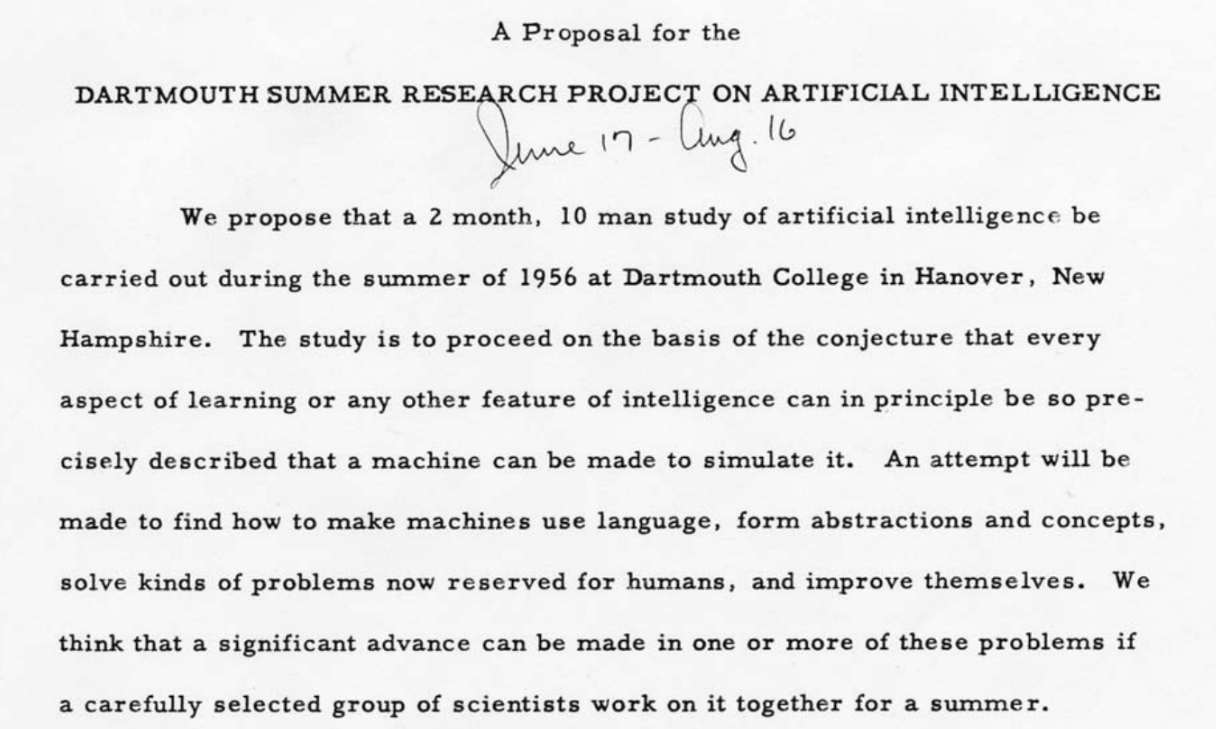 A Proposal for the
DARTMOUTH SUMMER RESEARCH PROJECT ON ARTIFICIAL INTELLIGENCE
June 17 - Aug. 16
We propose that a 2 month, 10 man study of artificial intelligence be
carried out during the summer of 1956 at Dartmouth College in Hanover, New
Hampshire. The study is to proceed on the basis of the conjecture that every
aspect of learning or any other feature of intelligence can in principle be so pre-
cisely described that a machine can be made to simulate it. An attempt will be
made to find how to make machines use language, form abstractions and concepts,
solve kinds of problems now reserved for humans, and improve themselves. We
think that a significant advance can be made in one or more of these problems if
a carefully selected group of scientists work on it together for a summer.